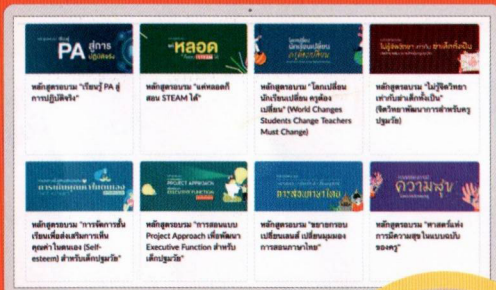 PA สู่การ
ปฏิบัติจริง
หลอด
ความสุข
หลักสูตรอบรม "เรียนรู้ PA สู่
การปฏิบัติจริง"
หลักสูตรอบรม "แค่หลอดก็
สอน STEAM ได้"
หลักสูตรอบรม "โลกเปลี่ยน
นักเรียนเปลี่ยน ครูต้อง
เปลี่ยน" (World Changes
Students Change Teachers
Must Change)
หลักสูตรอบรม "ไม่รู้จิตวิทยา
เท่ากับฆ่าเด็กทั้งเป็น"
(จิตวิทยาพัฒนาการสำหรับครู
ปฐมวัย)
หลักสูตรอบรม "การจัดการชั้น
เรียนเพื่อส่งเสริมการเห็น
คุณค่าในตนเอง (Self-
esteem) สำหรับเด็กปฐมวัย"
หลักสูตรอบรม "การสอนแบบ
Project Approach เพื่อพัฒนา
Executive Function สำหรับ
เด็กปฐมวัย"
หลักสูตรอบรม "ขยายกรอบ
เปลี่ยนเลนส์ เปลี่ยนมุมมอง
การสอนภาษาไทย"
หลักสูตรอบรม "ศาสตร์แห่ง
การมีความสุข ในแบบฉบับ
ของครู"